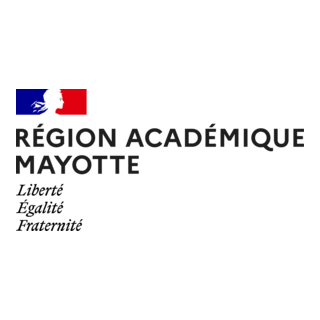 RÉGION ACADÉMIQUE
MAYOTTE
Liberté
Égalité
Fraternité